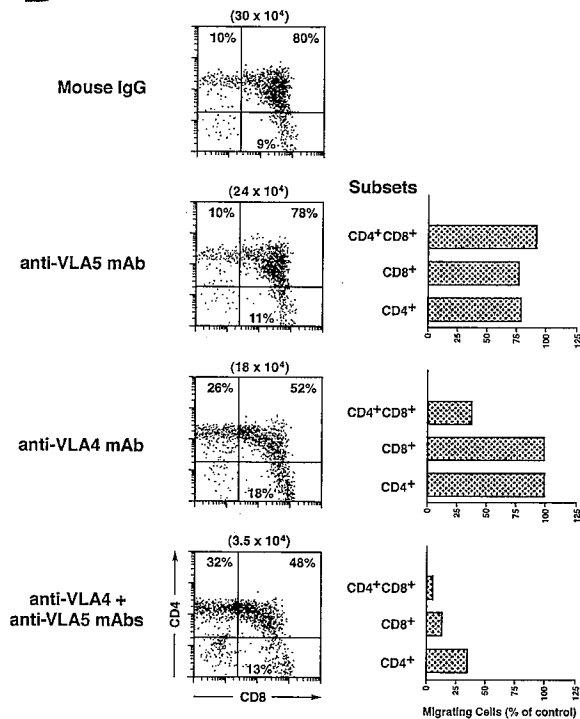 (30 x 10⁴)
10% 80%
Mouse IgG
9%
(24 x 10⁴)
10% 78%
anti-VLA5 mAb
11%
Subsets
CD4⁺CD8⁺
CD8⁺
CD4⁺
0 25 50 75 100 125
(18 x 10⁴)
26% 52%
anti-VLA4 mAb
18%
CD4⁺CD8⁺
CD8⁺
CD4⁺
0 25 50 75 100 125
(3.5 x 10⁴)
32% 48%
anti-VLA4 +
anti-VLA5 mAbs
13%
CD4
CD8
CD4⁺CD8⁺
CD8⁺
CD4⁺
0 25 50 75 100 125
Migrating Cells (% of control)